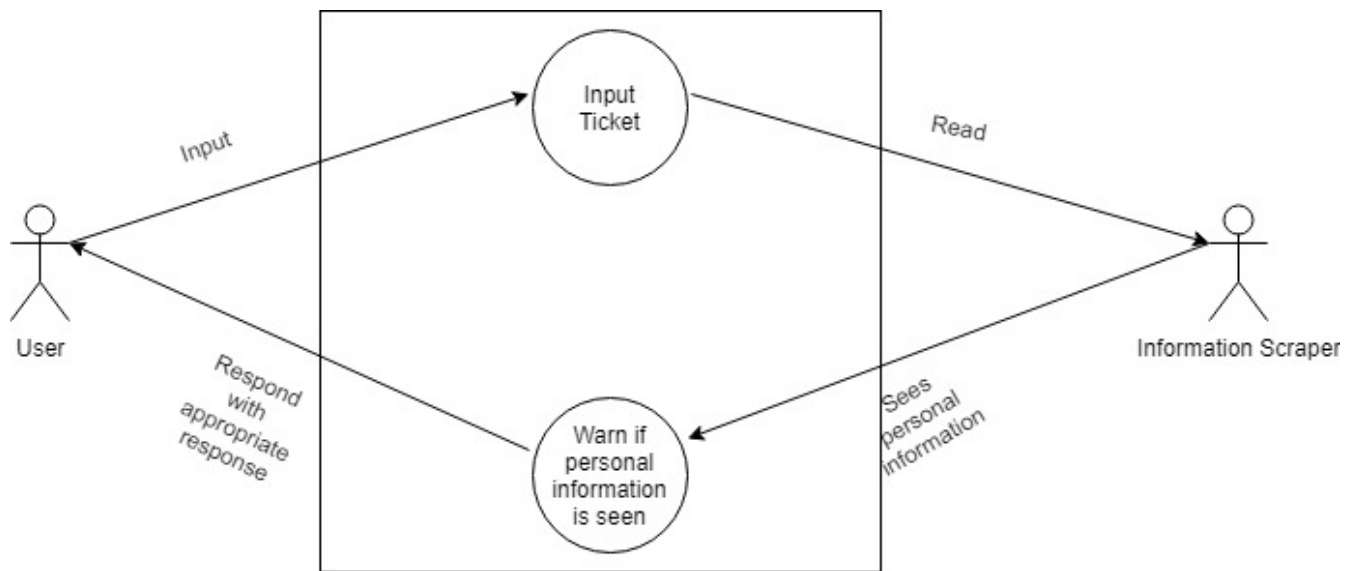 Input
Ticket
Input
Read
User
Information Scraper
Respond
with
appropriate
response
Sees
personal
information
Warn if
personal
information
is seen